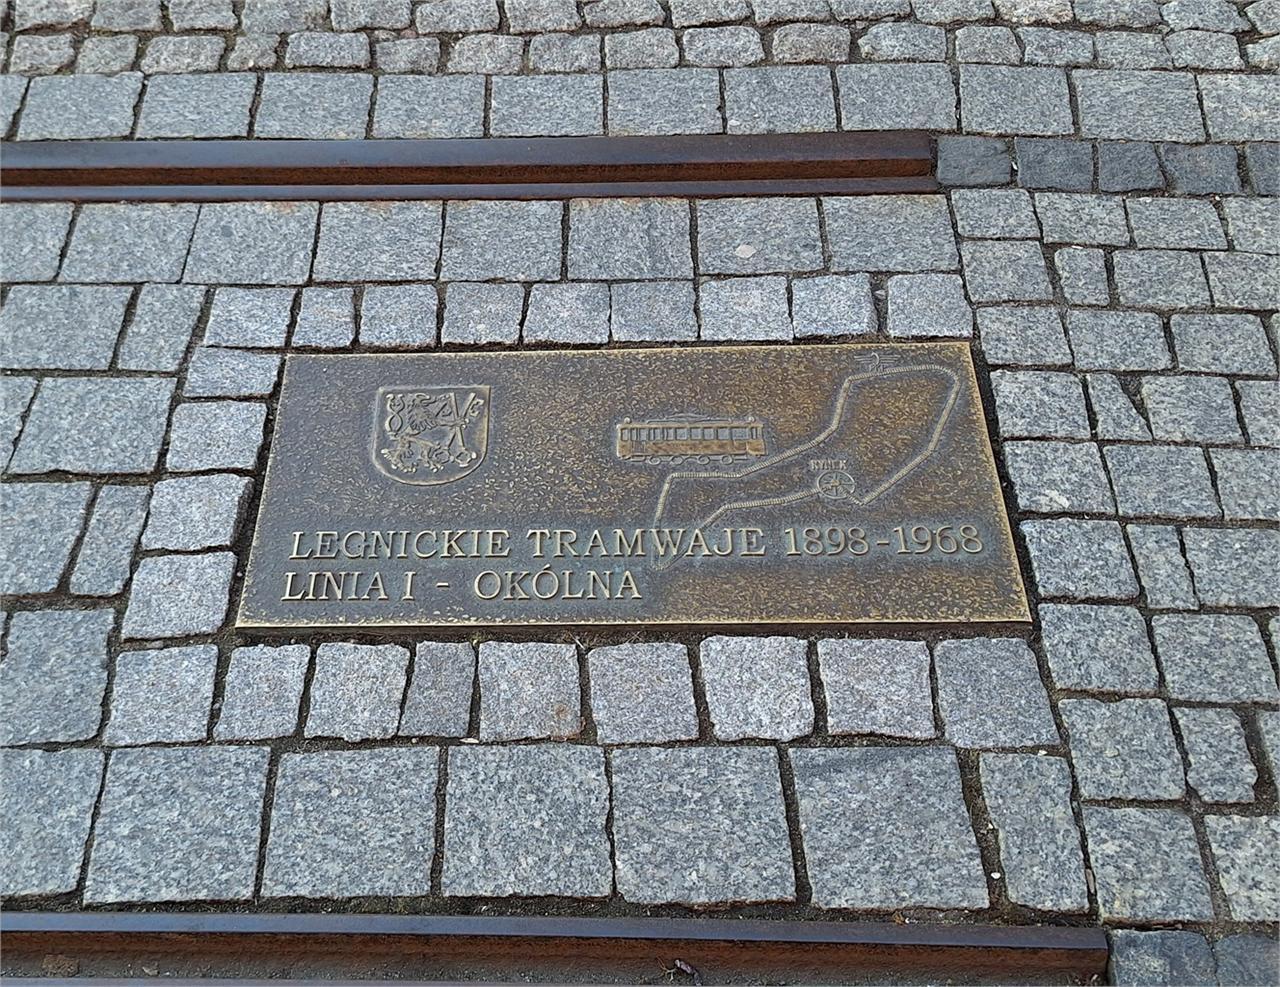 RYNEK
LEGNICKIE TRAMWAJE 1898-1968
LINIA I - OKÓLNA